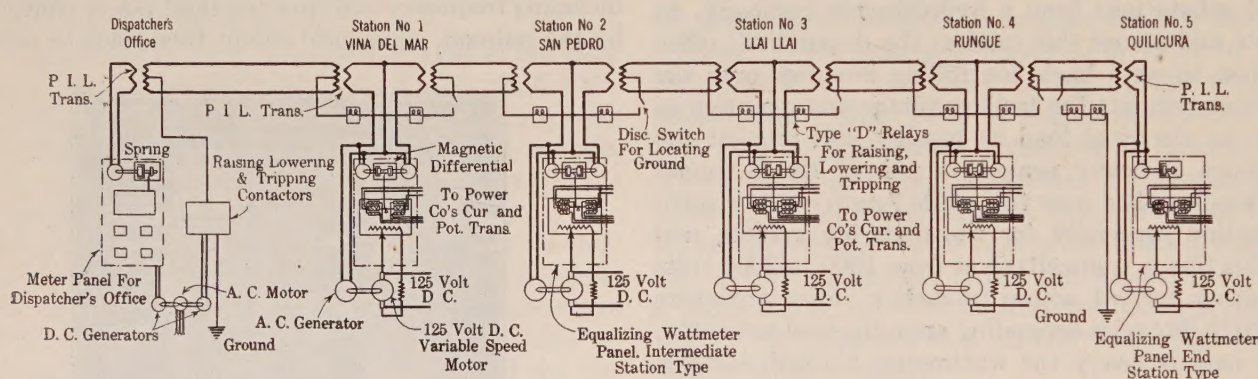 Dispatcher's
Office
Station No. 1
VINA DEL MAR
Station No. 2
SAN PEDRO
Station No. 3
LLAI LLAI
Station No. 4
RUNGUE
Station No. 5
QUILICURA
P. I. L.
Trans.
P. I. L. Trans.
Disc. Switch
For Locating
Ground
Type "D" Relays
For Raising,
Lowering and
Tripping
P. I. L.
Trans.
Spring
Raising Lowering
& Tripping
Contactors
Magnetic
Differential
To Power
Co's Cur and
Pot. Trans.
To Power
Co's Cur. and
Pot. Trans.
Meter Panel For
Dispatcher's Office
A. C. Motor
D. C. Generators
Ground
A. C. Generator
125 Volt
D. C.
125 Volt D. C.
Variable Speed
Motor
125 Volt
D. C.
Equalizing Wattmeter
Panel. Intermediate
Station Type
125 Volt
D. C.
125 Volt
D. C.
Ground
Equalizing Wattmeter
Panel. End
Station Type